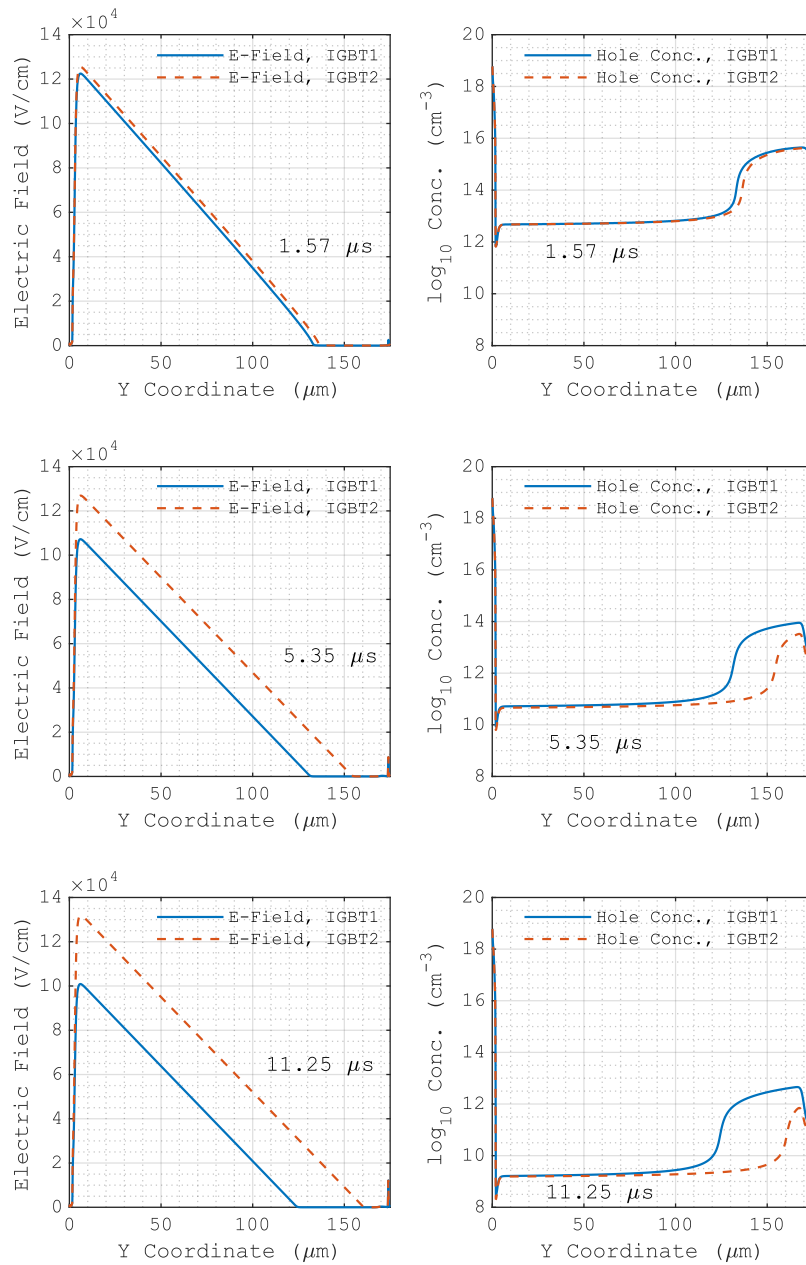 ×10⁴
E-Field, IGBT1
E-Field, IGBT2
Electric Field (V/cm)
14
12
10
8
6
4
2
0
1.57 μs
0 50 100 150
Y Coordinate (μm)
Hole Conc., IGBT1
Hole Conc., IGBT2
log₁₀ Conc. (cm⁻³)
20
18
16
14
12
10
8
1.57 μs
0 50 100 150
Y Coordinate (μm)
×10⁴
E-Field, IGBT1
E-Field, IGBT2
Electric Field (V/cm)
14
12
10
8
6
4
2
0
5.35 μs
0 50 100 150
Y Coordinate (μm)
Hole Conc., IGBT1
Hole Conc., IGBT2
log₁₀ Conc. (cm⁻³)
20
18
16
14
12
10
8
5.35 μs
0 50 100 150
Y Coordinate (μm)
×10⁴
E-Field, IGBT1
E-Field, IGBT2
Electric Field (V/cm)
14
12
10
8
6
4
2
0
11.25 μs
0 50 100 150
Y Coordinate (μm)
Hole Conc., IGBT1
Hole Conc., IGBT2
log₁₀ Conc. (cm⁻³)
20
18
16
14
12
10
8
11.25 μs
0 50 100 150
Y Coordinate (μm)